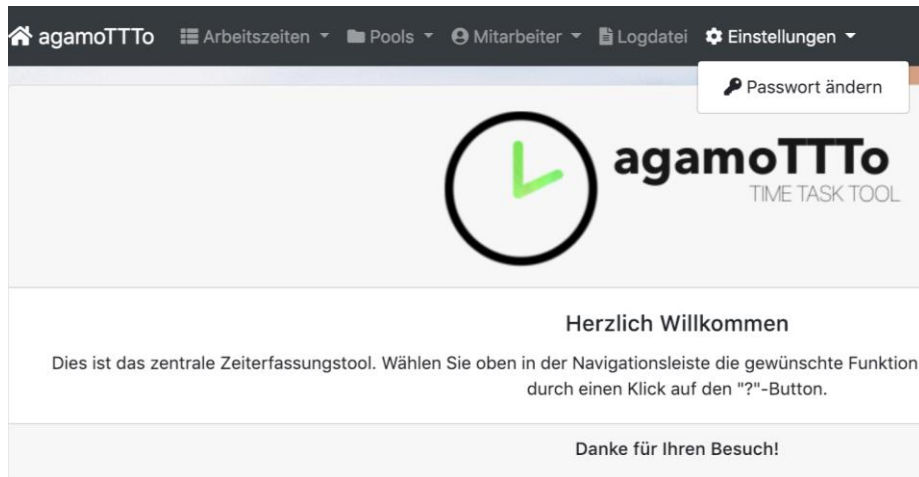 agamoTTTo Arbeitszeiten Pools Mitarbeiter Logdatei Einstellungen
Passwort ändern
agamoTTTo
TIME TASK TOOL
Herzlich Willkommen
Dies ist das zentrale Zeiterfassungstool. Wählen Sie oben in der Navigationsleiste die gewünschte Funktion
durch einen Klick auf den "?"-Button.
Danke für Ihren Besuch!